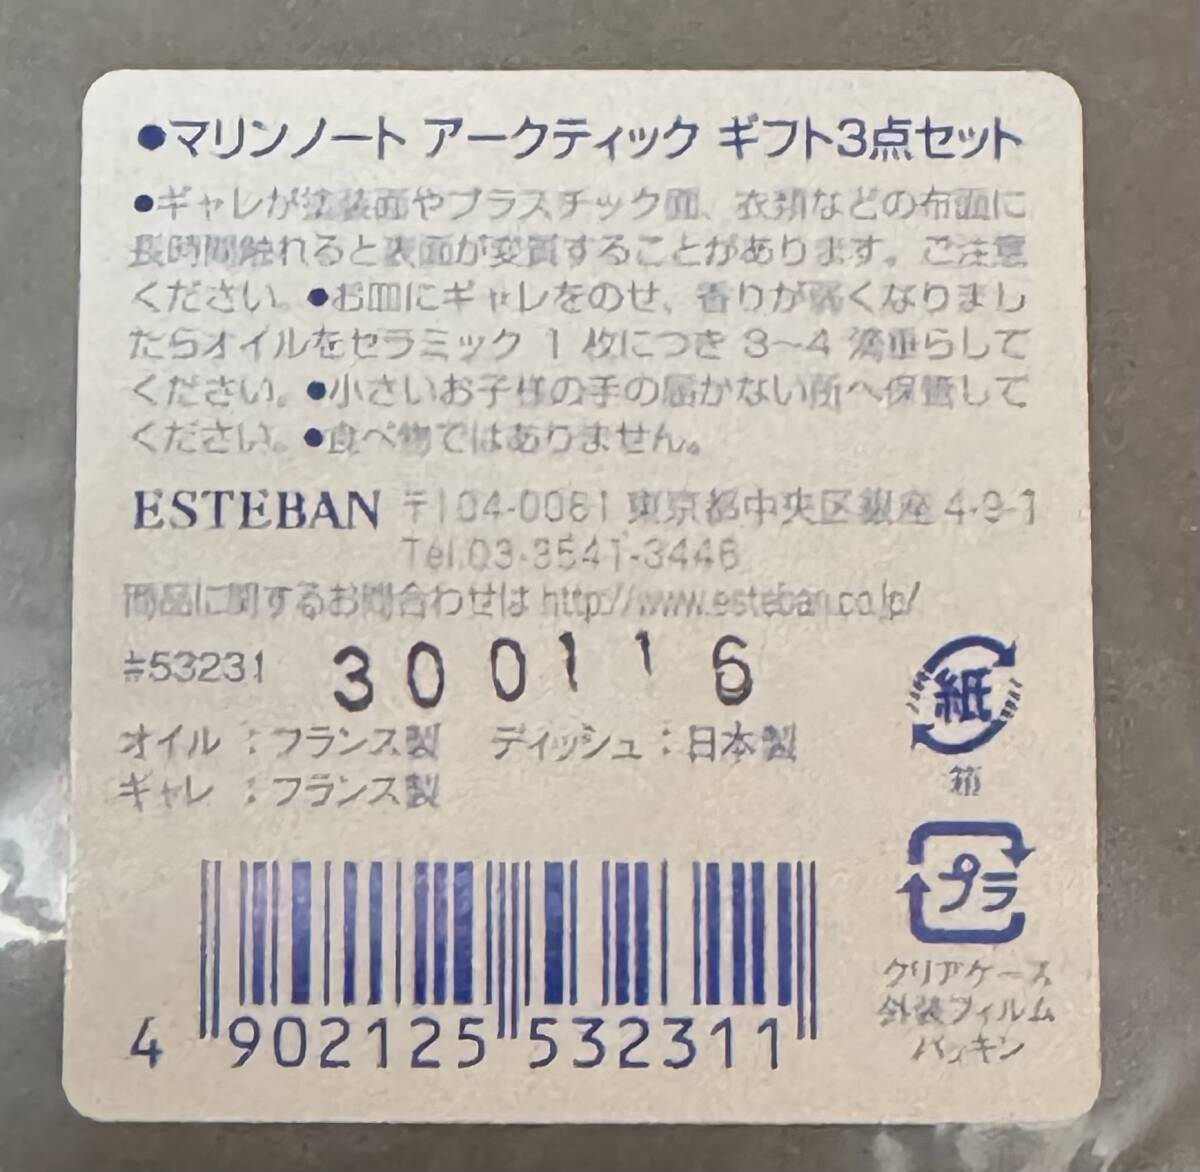 ●マリンノート アークティック ギフト3点セット
●ギャレが塗装面やプラスチック面、衣類などの布面に
長時間触れると表面が変質することがあります。ご注意
ください。●お皿にギャレをのせ、香りが弱くなりまし
たらオイルをセラミック 1 枚につき 3〜4 滴垂らして
ください。●小さいお子様の手の届かない所へ保管して
ください。●食べ物ではありません。
ESTEBAN 〒104-0061 東京都中央区銀座 4-9-1
Tel.03-3541-3446
商品に関するお問合わせは http://www.esteban.co.jp/
#53231 300116
オイル：フランス製 ディッシュ：日本製
ギャレ：フランス製
紙
箱
プラ
クリアケース
外装フィルム
パッキン
4 902125 532311